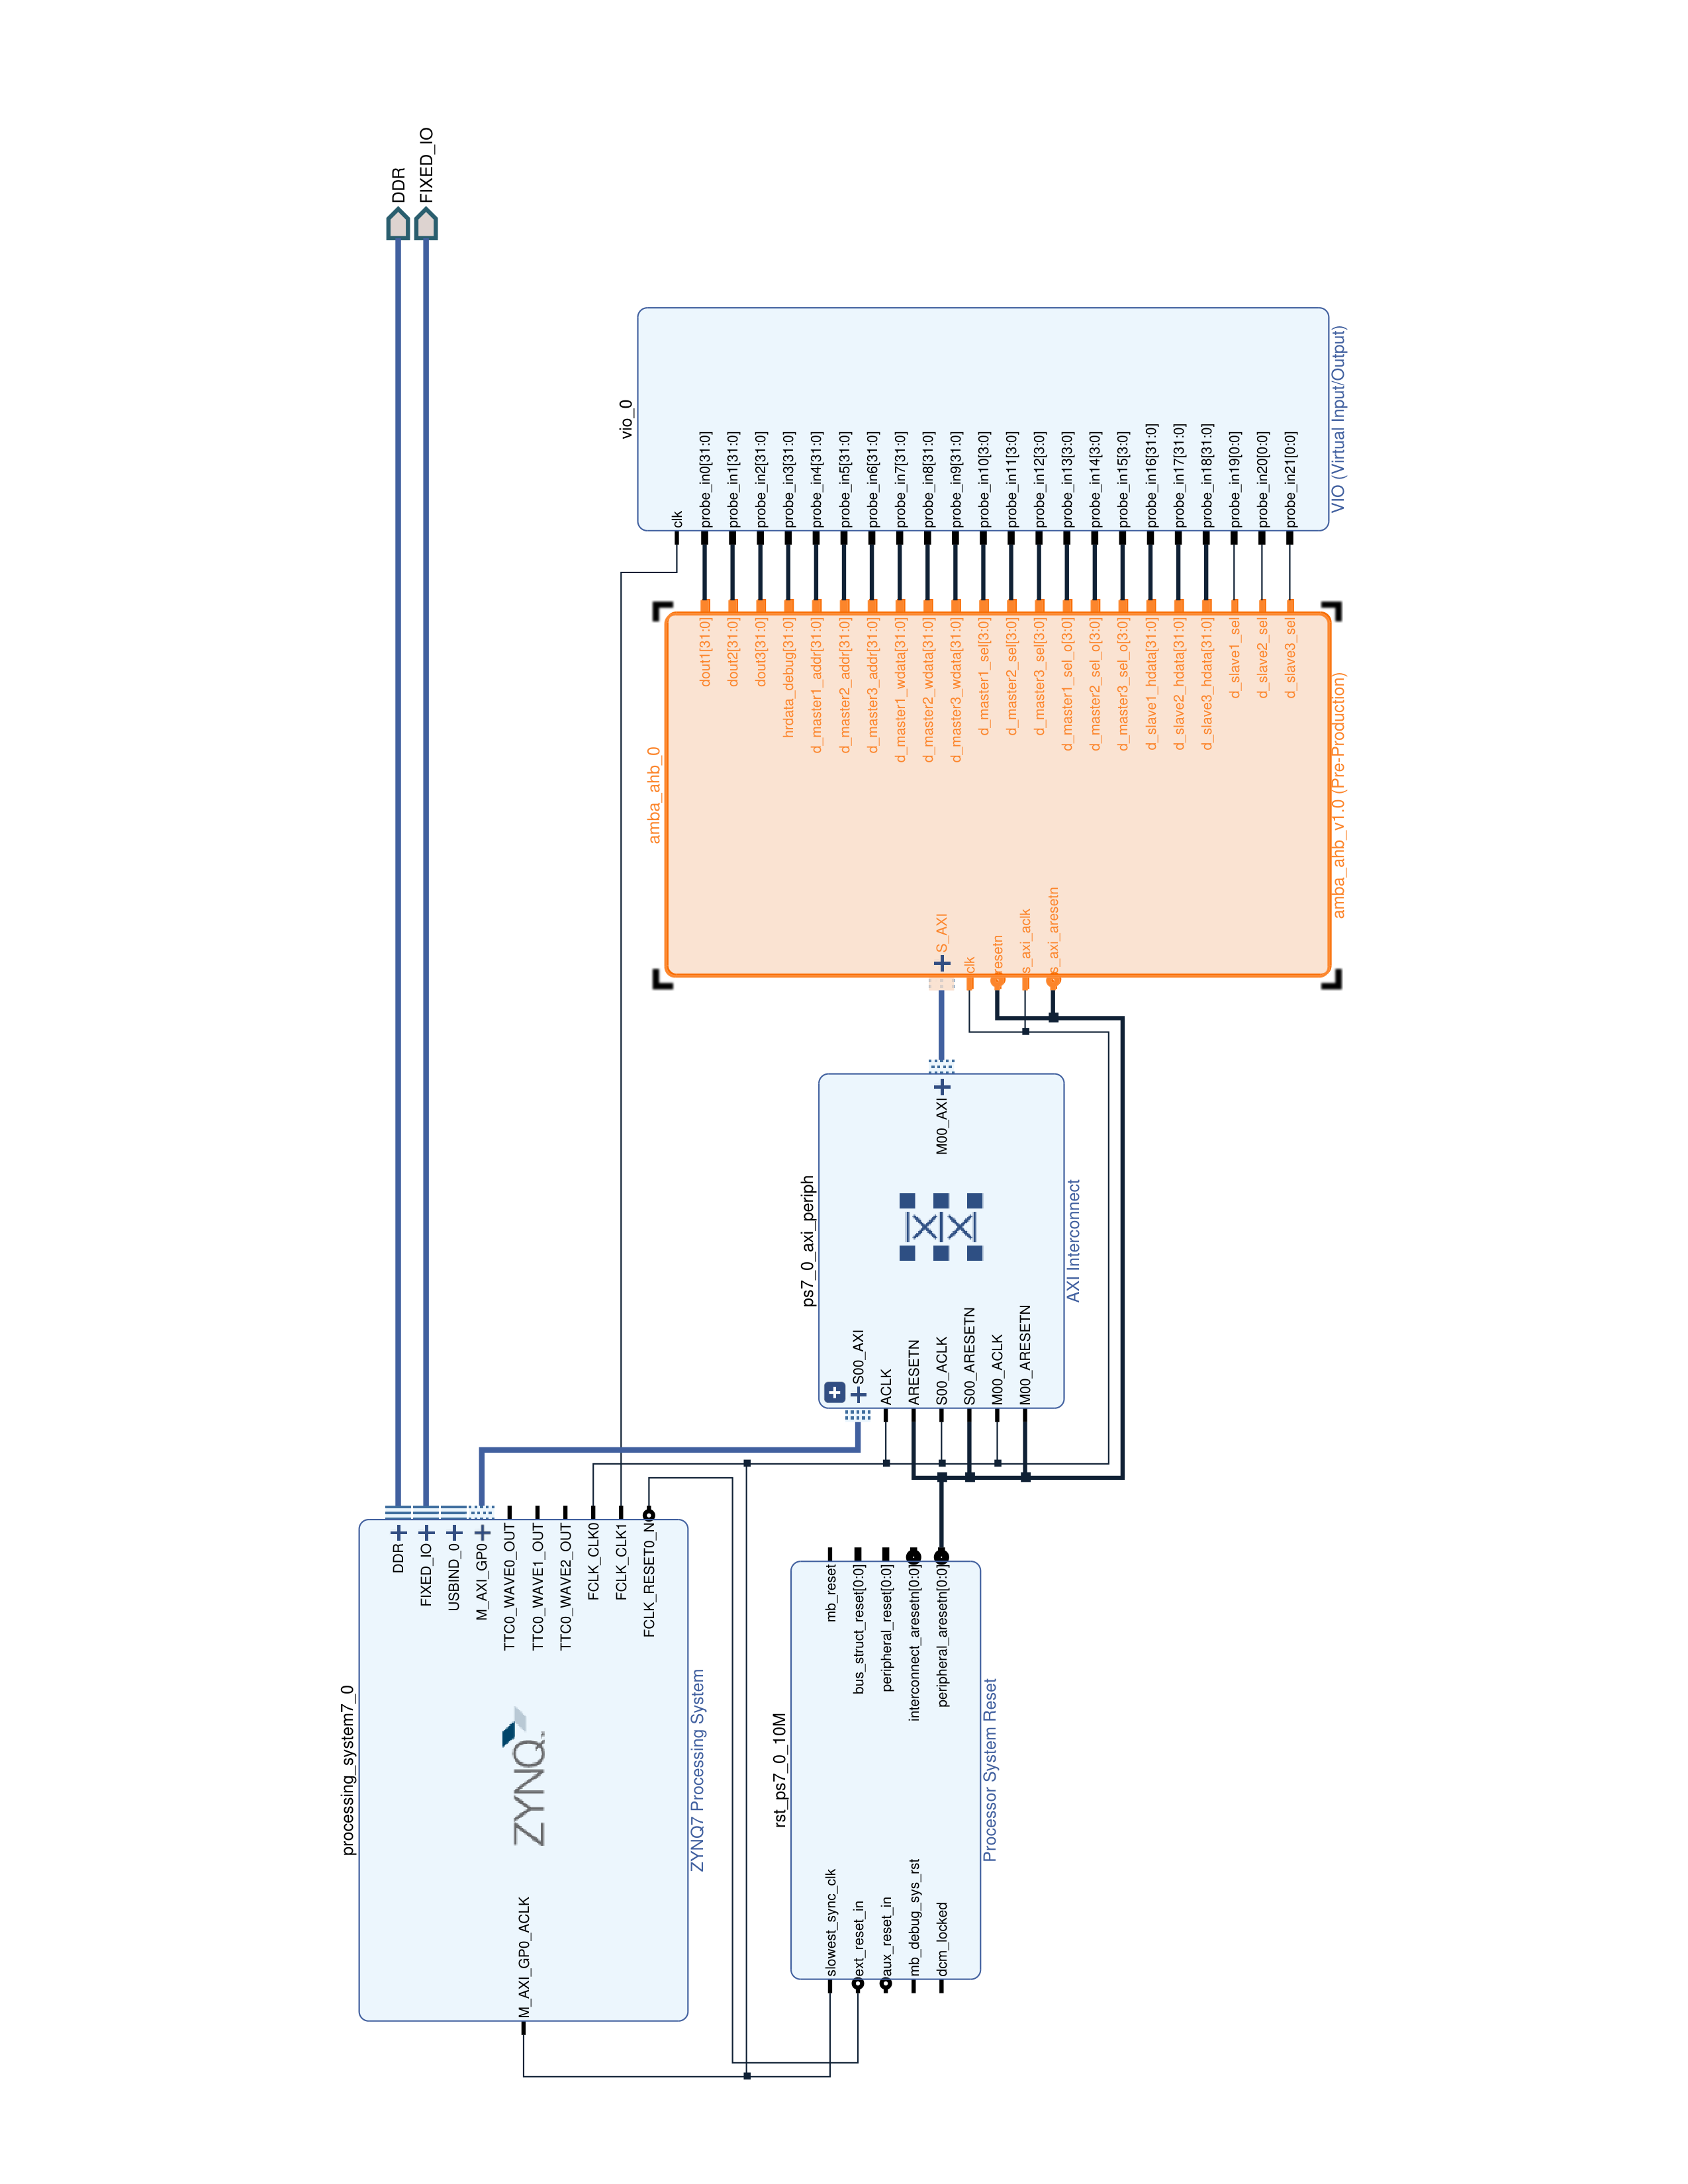 DDR
FIXED_IO
processing_system7_0
M_AXI_GP0_ACLK
ZYNQ
DDR
FIXED_IO
USBIND_0
M_AXI_GP0
TTC0_WAVE0_OUT
TTC0_WAVE1_OUT
TTC0_WAVE2_OUT
FCLK_CLK0
FCLK_CLK1
FCLK_RESET0_N
ZYNQ7 Processing System
rst_ps7_0_10M
slowest_sync_clk
ext_reset_in
aux_reset_in
mb_debug_sys_rst
dcm_locked
mb_reset
bus_struct_reset[0:0]
peripheral_reset[0:0]
interconnect_aresetn[0:0]
peripheral_aresetn[0:0]
Processor System Reset
ps7_0_axi_periph
S00_AXI
ACLK
ARESETN
S00_ACLK
S00_ARESETN
M00_ACLK
M00_ARESETN
M00_AXI
AXI Interconnect
amba_ahb_0
S_AXI
clk
resetn
s_axi_aclk
s_axi_aresetn
dout1[31:0]
dout2[31:0]
dout3[31:0]
hrdata_debug[31:0]
d_master1_addr[31:0]
d_master2_addr[31:0]
d_master3_addr[31:0]
d_master1_wdata[31:0]
d_master2_wdata[31:0]
d_master3_wdata[31:0]
d_master1_sel[3:0]
d_master2_sel[3:0]
d_master3_sel[3:0]
d_master1_sel_o[3:0]
d_master2_sel_o[3:0]
d_master3_sel_o[3:0]
d_slave1_hdata[31:0]
d_slave2_hdata[31:0]
d_slave3_hdata[31:0]
d_slave1_sel
d_slave2_sel
d_slave3_sel
amba_ahb_v1.0 (Pre-Production)
vio_0
clk
probe_in0[31:0]
probe_in1[31:0]
probe_in2[31:0]
probe_in3[31:0]
probe_in4[31:0]
probe_in5[31:0]
probe_in6[31:0]
probe_in7[31:0]
probe_in8[31:0]
probe_in9[31:0]
probe_in10[3:0]
probe_in11[3:0]
probe_in12[3:0]
probe_in13[3:0]
probe_in14[3:0]
probe_in15[3:0]
probe_in16[31:0]
probe_in17[31:0]
probe_in18[31:0]
probe_in19[0:0]
probe_in20[0:0]
probe_in21[0:0]
VIO (Virtual Input/Output)